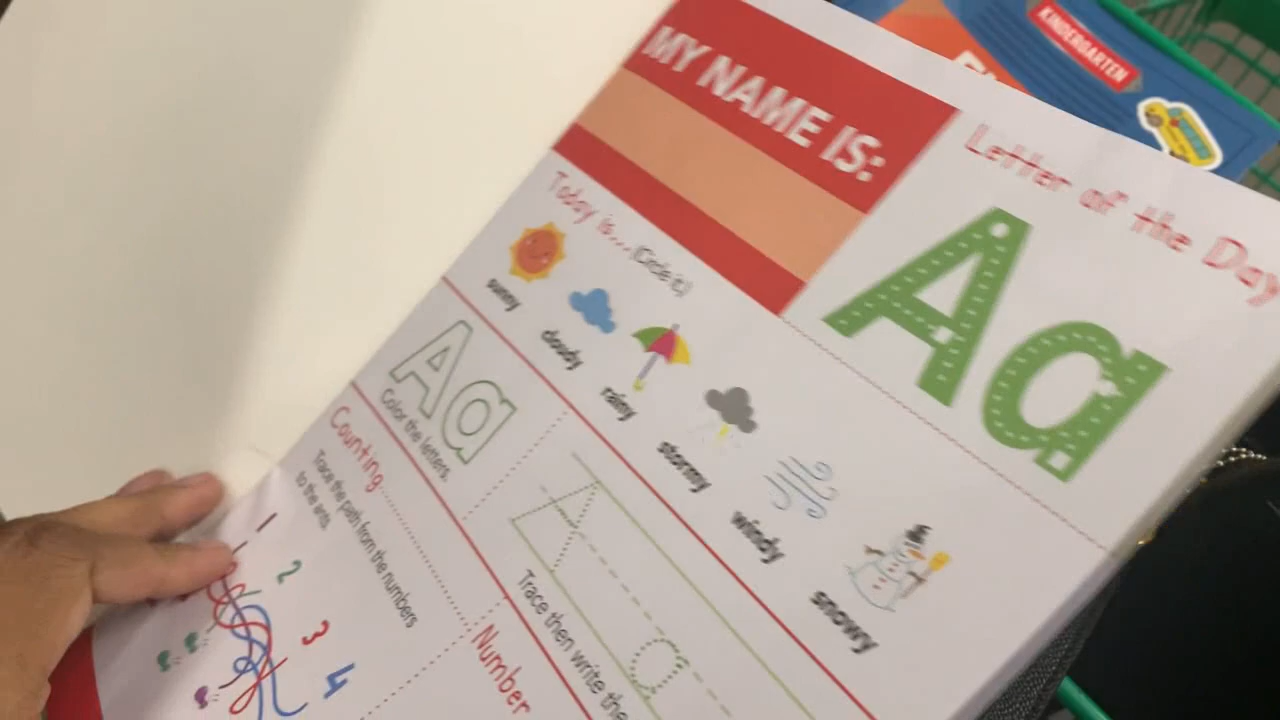 KINDERGARTEN
MY NAME IS:
Letter of the Day
Aa
Today is... (Circle it.)
sunny
cloudy
rainy
stormy
windy
snowy
Aa
Color the letters.
Aa
Trace then write the
Counting
Trace the path from the numbers
to the ants.
1
2
3
4
Number